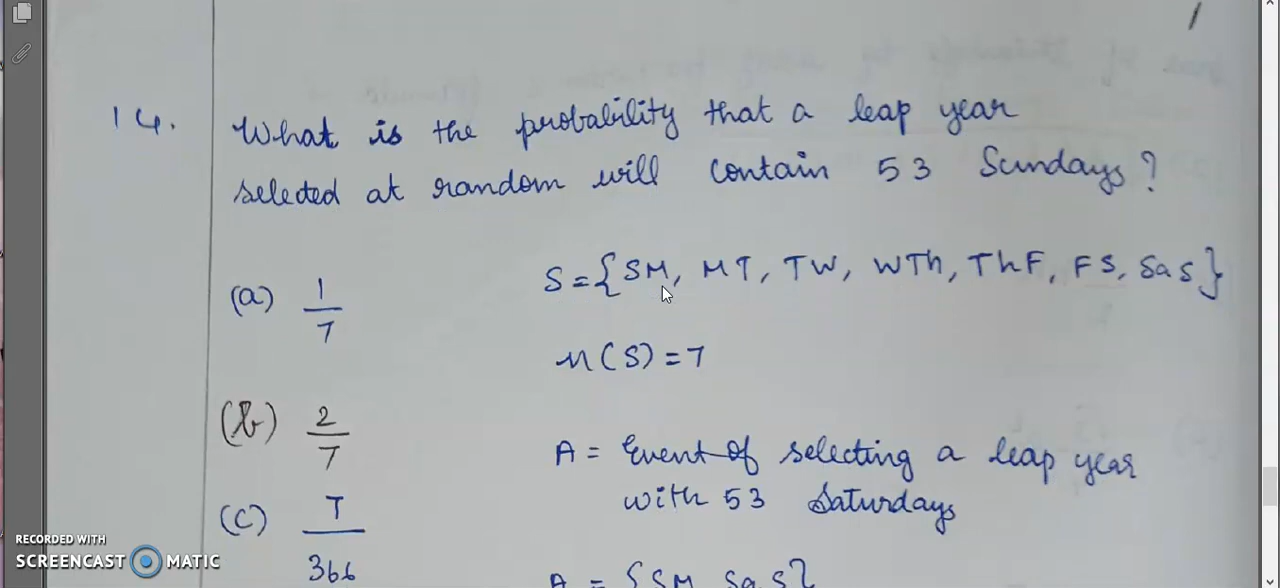 14. What is the probability that a leap year
selected at random will contain 53 Sundays?
S = {SM, MT, TW, WTh, ThF, FS, SaS}
(a) 1/7
n(S) = 7
(b) 2/7
A = Event of selecting a leap year
with 53 Saturdays
(c) 7/366
A = {SM, SaS}
RECORDED WITH
SCREENCAST MATIC